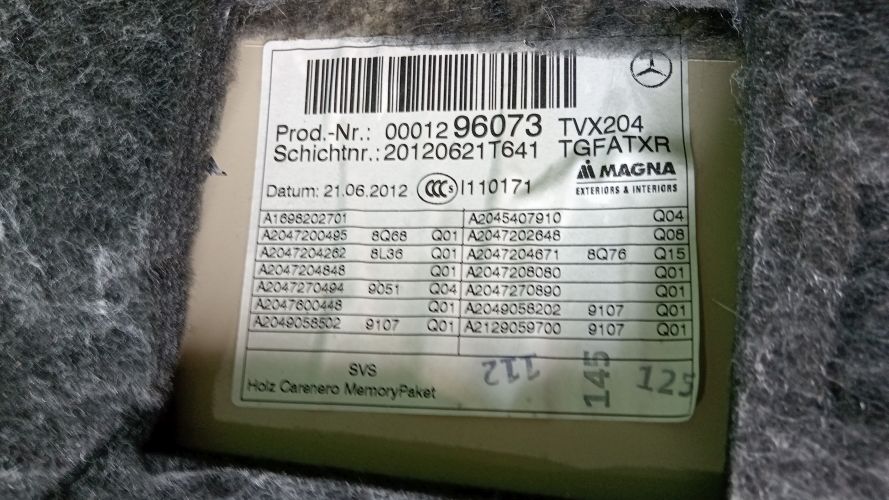 Prod.-Nr.: 00012 96073 TVX204
Schichtnr.: 20120621T641 TGFATXR
MAGNA
EXTERIORS & INTERIORS
Datum: 21.06.2012 CCC S I110171
A1698202701 A2045407910 Q04
A2047200495 8Q68 Q01 A2047202648 Q08
A2047204262 8L36 Q01 A2047204671 8Q76 Q15
A2047204848 Q01 A2047208080 Q01
A2047270494 9051 Q04 A2047270890 Q01
A2047600448 Q01 A2049058202 9107 Q01
A2049058502 9107 Q01 A2129059700 9107 Q01
SVS
Holz Carenero MemoryPaket
112
145
125